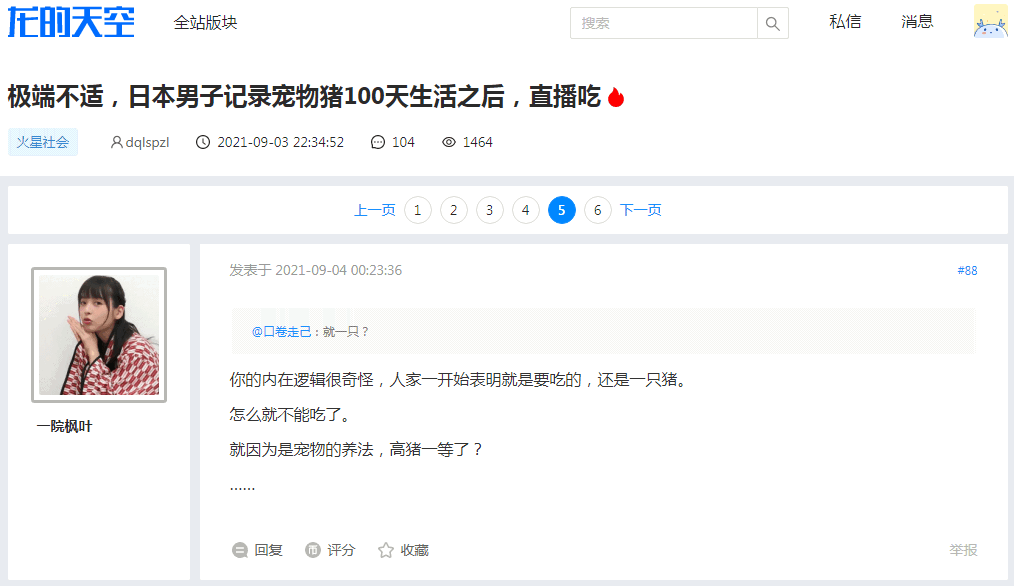 龙的天空
全站版块
搜索
私信
消息
极端不适，日本男子记录宠物猪100天生活之后，直播吃
火星社会 dqlspzl 2021-09-03 22:34:52 104 1464
上一页 1 2 3 4 5 6 下一页
发表于 2021-09-04 00:23:36 #88
@口卷走己：就一只？
你的内在逻辑很奇怪，人家一开始表明就是要吃的，还是一只猪。
怎么就不能吃了。
就因为是宠物的养法，高猪一等了？
……
一院枫叶
回复 币 评分 收藏 举报